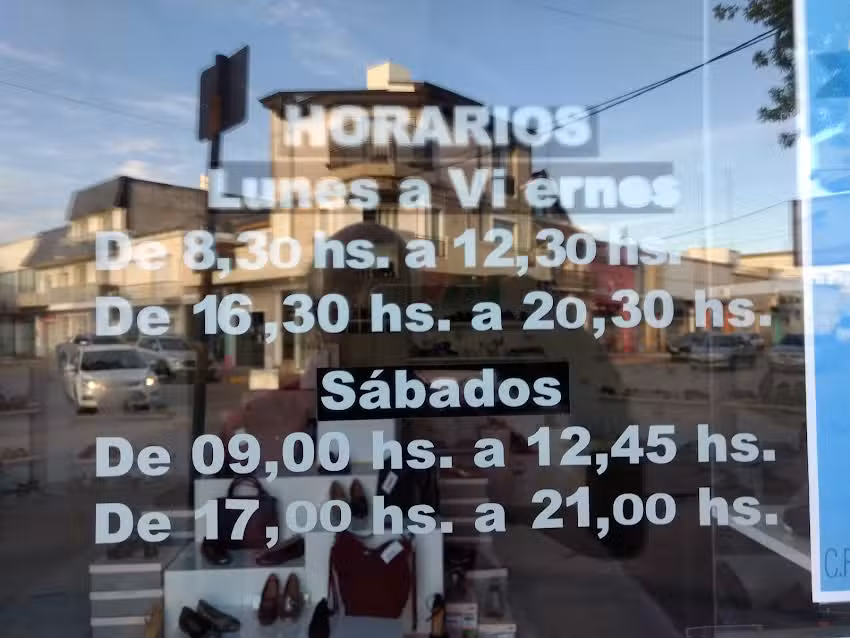 HORARIOS
Lunes a Viernes
De 8,30 hs. a 12,30 hs.
De 16,30 hs. a 20,30 hs.
Sábados
De 09,00 hs. a 12,45 hs.
De 17,00 hs. a 21,00 hs.